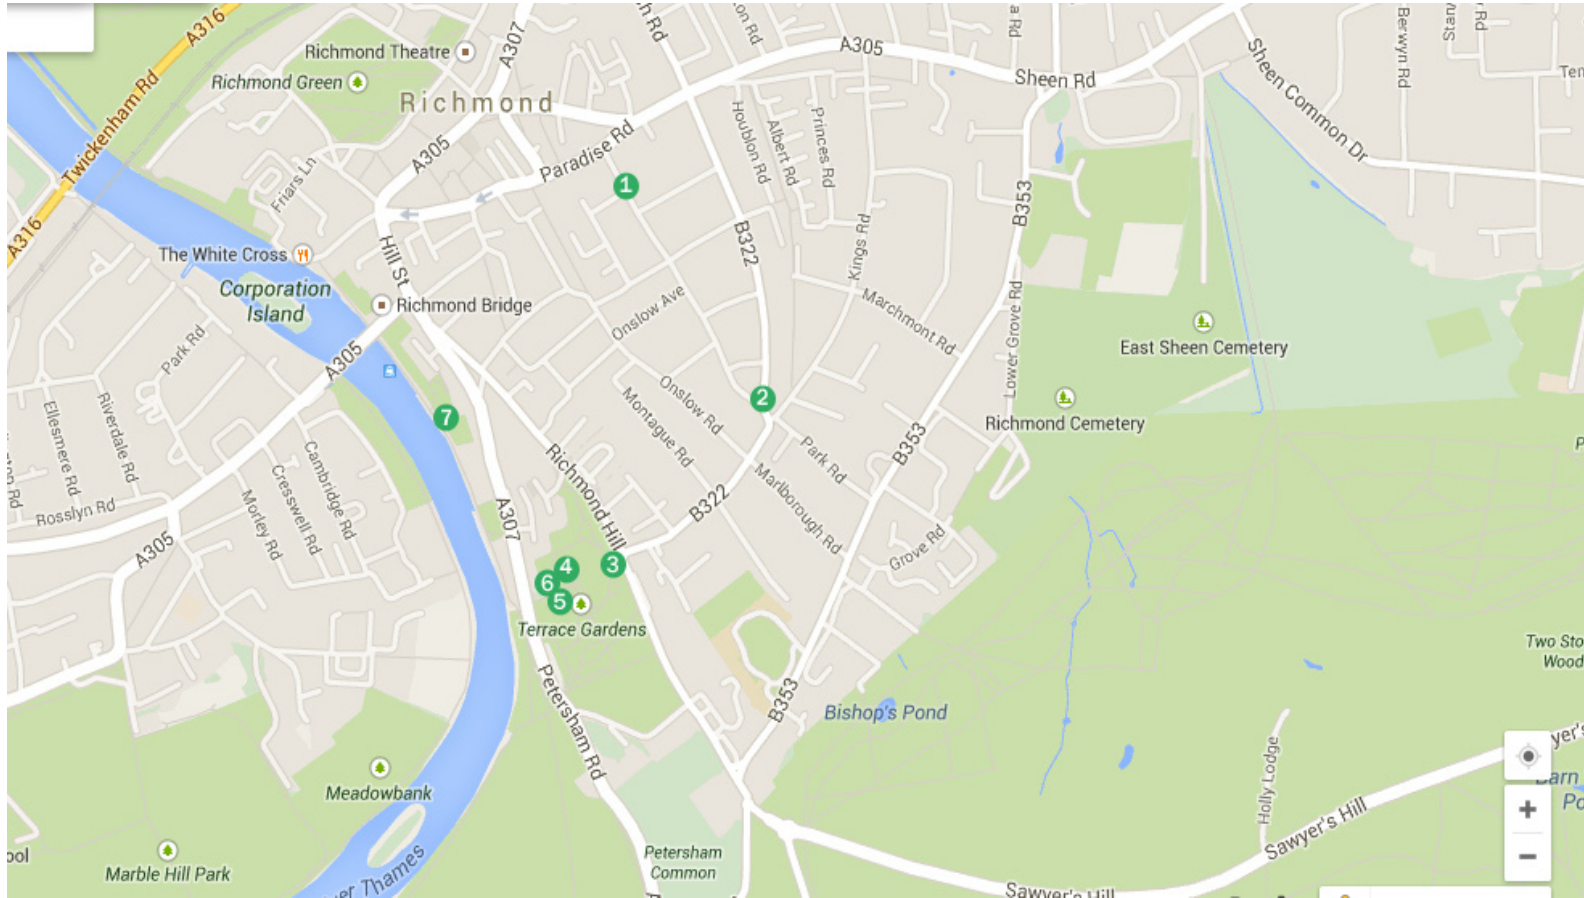 A316
Richmond Theatre
A307
Richmond Green
A305
Sheen Rd
Berwyn Rd
Sheen Common Dr
Richmond
Twickenham Rd
A305
Paradise Rd
Houblon Rd
Albert Rd
Princes Rd
1
Friars Ln
B353
A316
The White Cross
Hill St
B322
Kings Rd
Corporation
Island
Richmond Bridge
Onslow Ave
Marchmont Rd
Lower Grove Rd
East Sheen Cemetery
Park Rd
A305
Richmond Cemetery
2
7
Onslow Rd
Montague Rd
Park Rd
B353
Ellesmere Rd
Riverdale Rd
Cambridge Rd
Cresswell Rd
Morley Rd
Rosslyn Rd
A305
A307
Richmond Hill
B322
Marlborough Rd
Grove Rd
3
4
6
5
Terrace Gardens
Two Sto
Wood
Petersham Rd
B353
Bishop's Pond
Holly Lodge
Meadowbank
Marble Hill Park
Petersham
Common
Sawyer's Hill
Sawyer's Hill
+
−